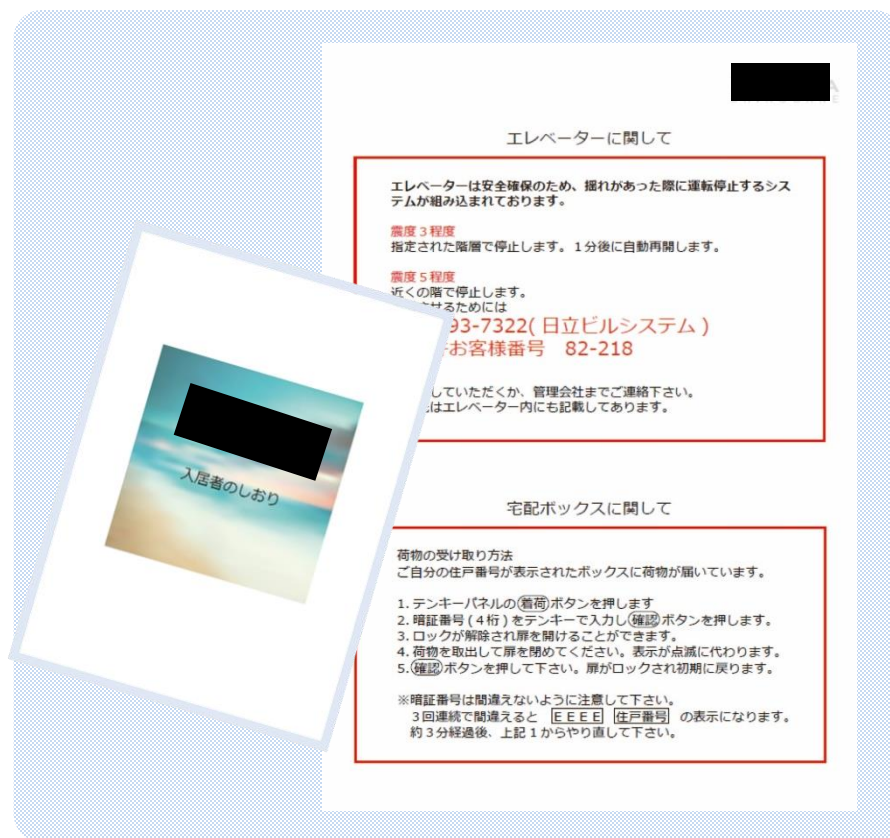 エレベーターに関して
エレベーターは安全確保のため、揺れがあった際に運転停止するシス
テムが組み込まれております。
震度3程度
指定された階層で停止します。1分後に自動再開します。
震度5程度
近くの階で停止します。
させるためには
93-7322(日立ビルシステム)
お客様番号 82-218
していただくか、管理会社までご連絡下さい。
はエレベーター内にも記載してあります。
入居者のしおり
宅配ボックスに関して
荷物の受け取り方法
ご自分の住戸番号が表示されたボックスに荷物が届いています。
1. テンキーパネルの着荷ボタンを押します
2. 暗証番号(4桁)をテンキーで入力し確認ボタンを押します。
3. ロックが解除され扉を開けることができます。
4. 荷物を取出して扉を閉めてください。表示が点滅に代わります。
5. 確認ボタンを押して下さい。扉がロックされ初期に戻ります。
※暗証番号は間違えないように注意して下さい。
3回連続で間違えると EEEE 住戸番号 の表示になります。
約3分経過後、上記1からやり直して下さい。